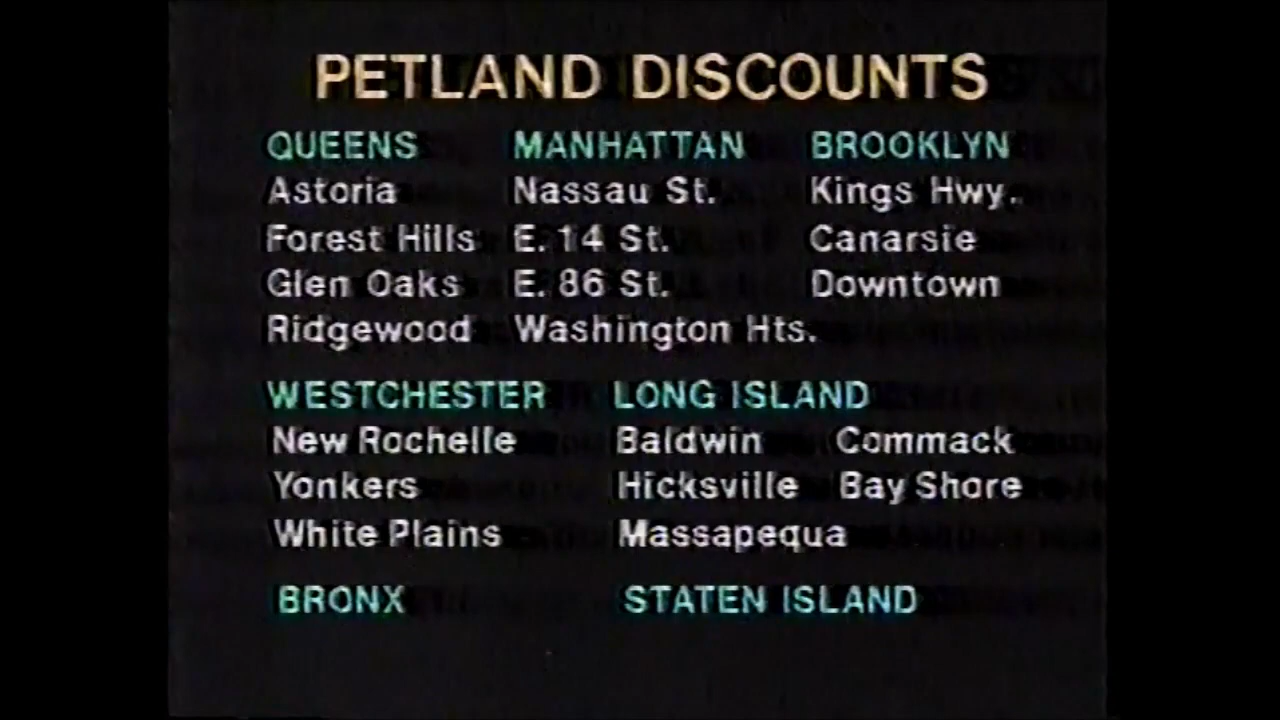 PETLAND DISCOUNTS
QUEENS MANHATTAN BROOKLYN
Astoria Nassau St. Kings Hwy.
Forest Hills E. 14 St. Canarsie
Glen Oaks E. 86 St. Downtown
Ridgewood Washington Hts.
WESTCHESTER LONG ISLAND
New Rochelle Baldwin Commack
Yonkers Hicksville Bay Shore
White Plains Massapequa
BRONX STATEN ISLAND